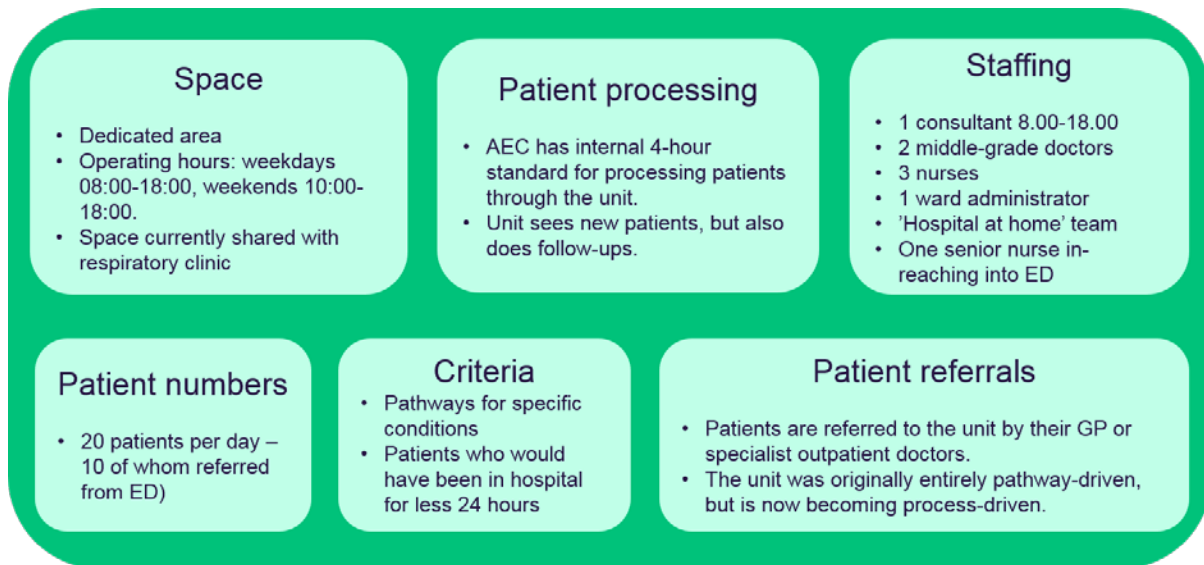 Space
• Dedicated area
• Operating hours: weekdays
08:00-18:00, weekends 10:00-
18:00.
• Space currently shared with
respiratory clinic
Patient processing
• AEC has internal 4-hour
standard for processing patients
through the unit.
• Unit sees new patients, but also
does follow-ups.
Staffing
• 1 consultant 8.00-18.00
• 2 middle-grade doctors
• 3 nurses
• 1 ward administrator
• ’Hospital at home’ team
• One senior nurse in-
reaching into ED
Patient numbers
• 20 patients per day –
10 of whom referred
from ED)
Criteria
• Pathways for specific
conditions
• Patients who would
have been in hospital
for less 24 hours
Patient referrals
• Patients are referred to the unit by their GP or
specialist outpatient doctors.
• The unit was originally entirely pathway-driven,
but is now becoming process-driven.